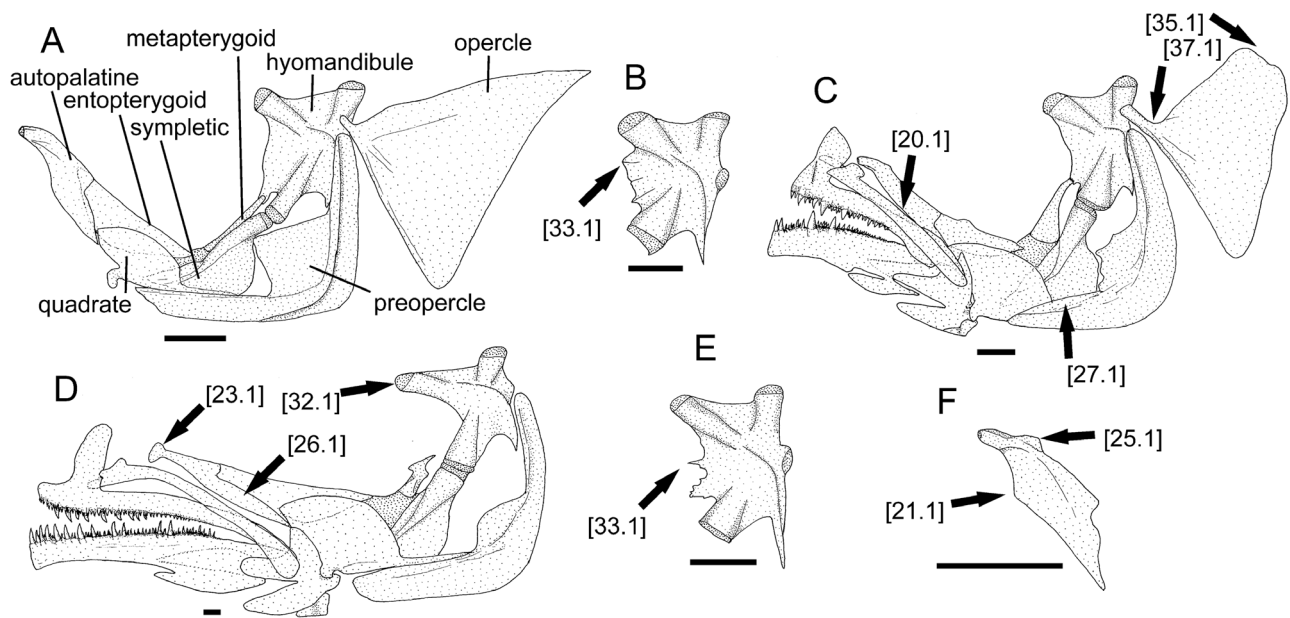 A
metapterygoid
hyomandibule
opercle
autopalatine
entopterygoid
sympletic
quadrate
preopercle
B
[33.1]
C
[35.1]
[37.1]
[20.1]
[27.1]
D
[23.1]
[32.1]
[26.1]
E
[33.1]
F
[25.1]
[21.1]